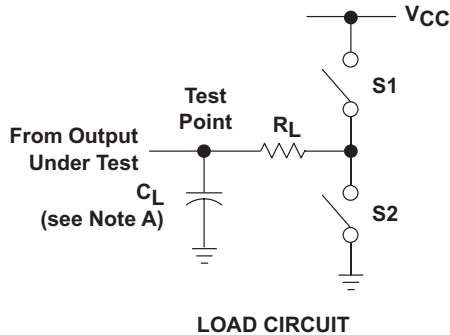 VCC
S1
Test
Point
RL
From Output
Under Test
CL
(see Note A)
S2
LOAD CIRCUIT